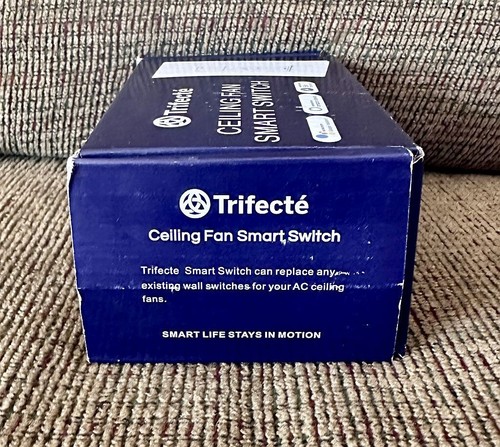 Trifecté
CEILING FAN
SMART SWITCH
Trifecté
Ceiling Fan Smart Switch
Trifecte Smart Switch can replace any
existing wall switches for your AC ceiling
fans.
SMART LIFE STAYS IN MOTION